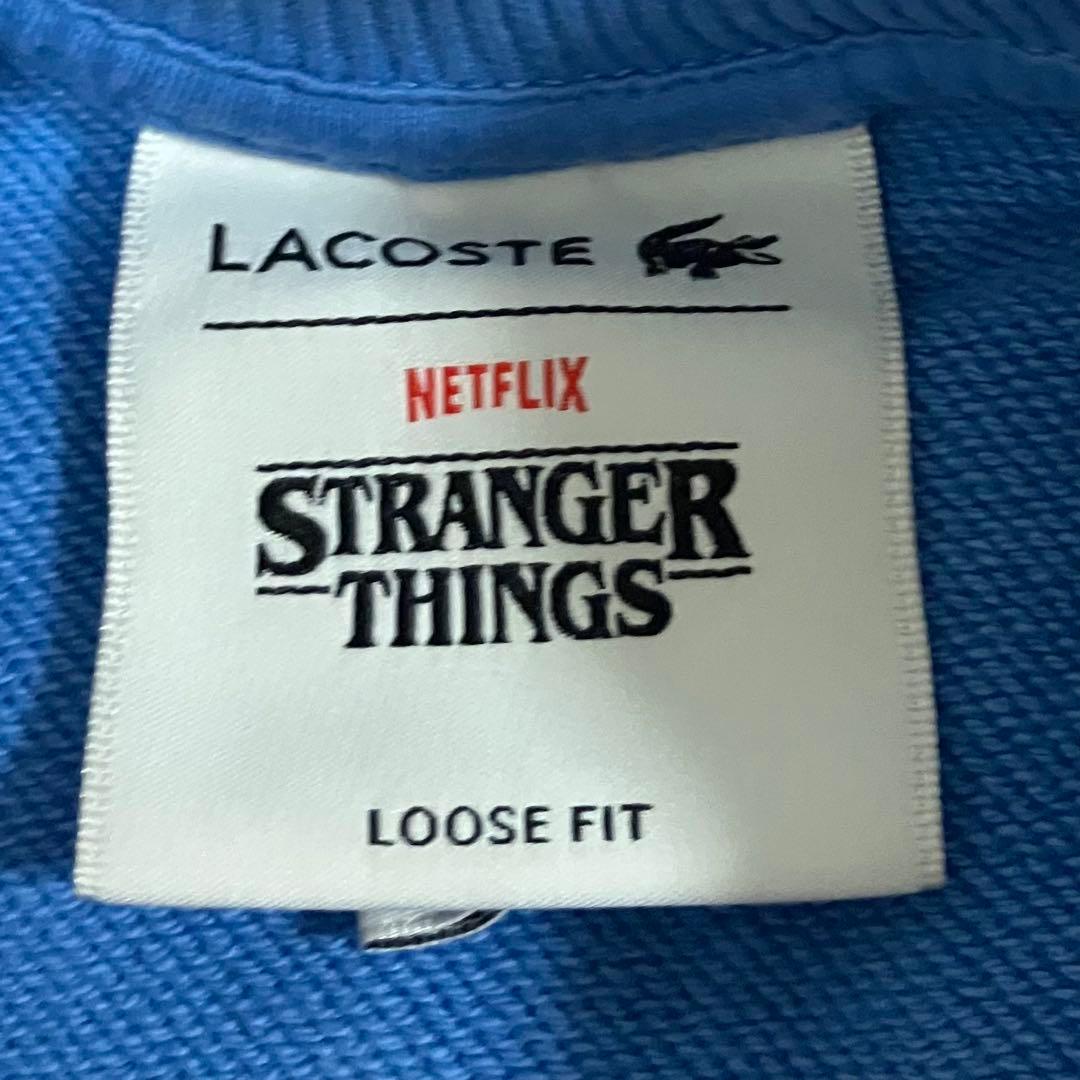 LACOSTE
NETFLIX
STRANGER
THINGS
LOOSE FIT